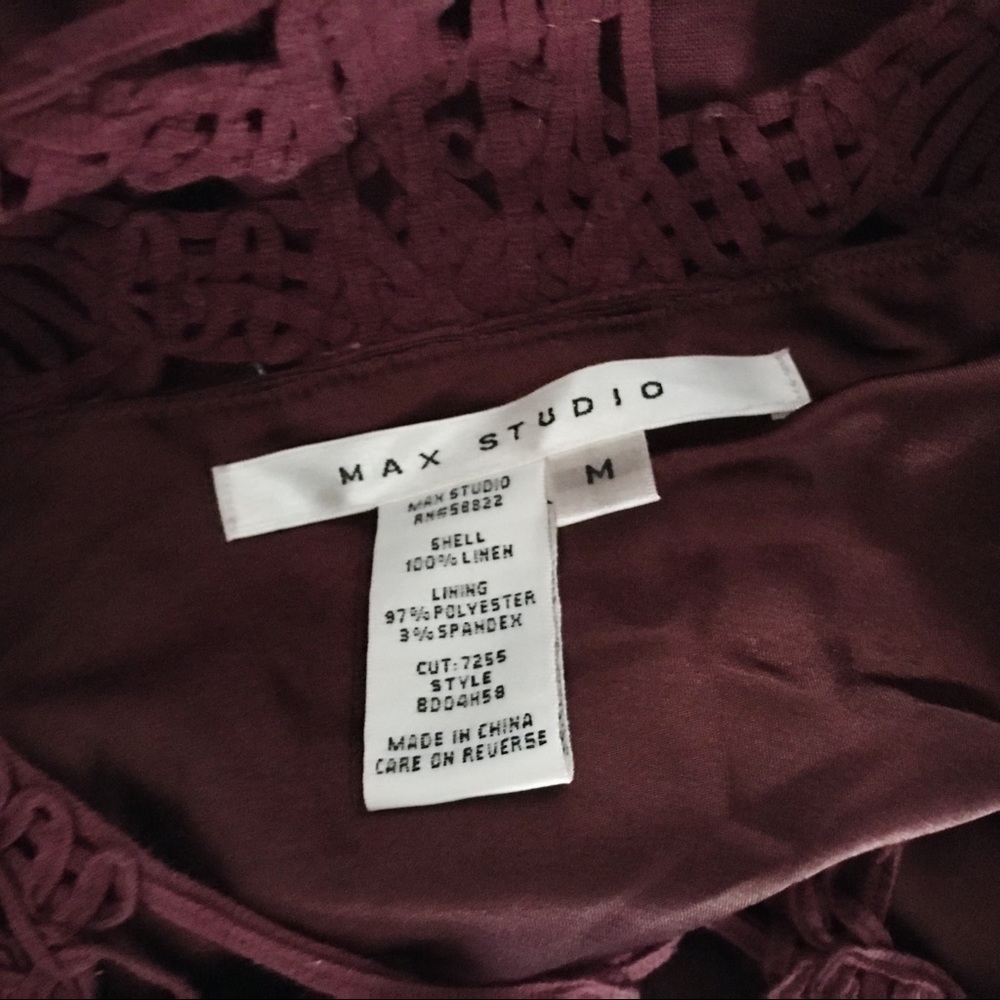 MAX STUDIO
M
MAX STUDIO
RN#58822
SHELL
100% LINEN
LINING
97% POLYESTER
3% SPANDEX
CUT: 7255
STYLE
8DD4H58
MADE IN CHINA
CARE ON REVERSE